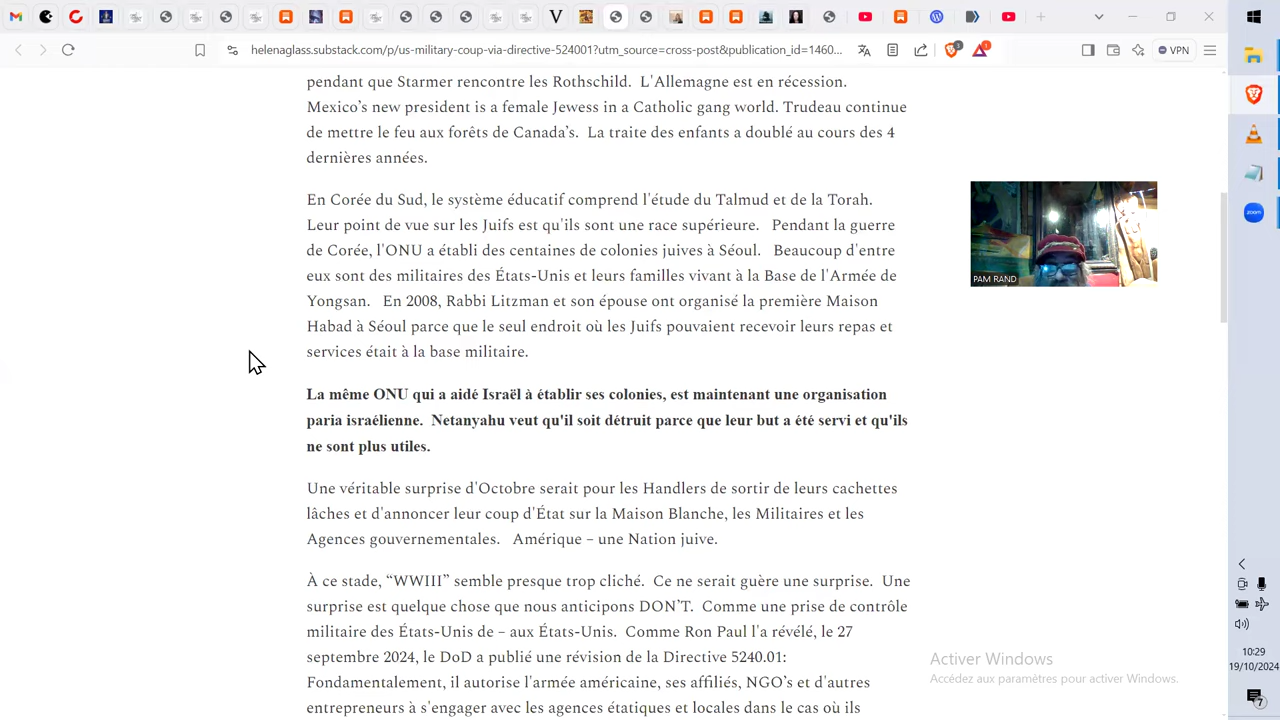 helenaglass.substack.com/p/us-military-coup-via-directive-524001?utm_source=cross-post&publication_id=1460...
VPN
pendant que Starmer rencontre les Rothschild. L'Allemagne est en récession.
Mexico’s new president is a female Jewess in a Catholic gang world. Trudeau continue
de mettre le feu aux forêts de Canada’s. La traite des enfants a doublé au cours des 4
dernières années.
En Corée du Sud, le système éducatif comprend l'étude du Talmud et de la Torah.
Leur point de vue sur les Juifs est qu'ils sont une race supérieure. Pendant la guerre
de Corée, l'ONU a établi des centaines de colonies juives à Séoul. Beaucoup d'entre
eux sont des militaires des États-Unis et leurs familles vivant à la Base de l'Armée de
Yongsan. En 2008, Rabbi Litzman et son épouse ont organisé la première Maison
Habad à Séoul parce que le seul endroit où les Juifs pouvaient recevoir leurs repas et
services était à la base militaire.
PAM RAND
zoom
La même ONU qui a aidé Israël à établir ses colonies, est maintenant une organisation
paria israélienne. Netanyahu veut qu'il soit détruit parce que leur but a été servi et qu'ils
ne sont plus utiles.
Une véritable surprise d'Octobre serait pour les Handlers de sortir de leurs cachettes
lâches et d'annoncer leur coup d'État sur la Maison Blanche, les Militaires et les
Agences gouvernementales. Amérique – une Nation juive.
À ce stade, “WWIII” semble presque trop cliché. Ce ne serait guère une surprise. Une
surprise est quelque chose que nous anticipons DON’T. Comme une prise de contrôle
militaire des États-Unis de – aux États-Unis. Comme Ron Paul l'a révélé, le 27
septembre 2024, le DoD a publié une révision de la Directive 5240.01:
Fondamentalement, il autorise l'armée américaine, ses affiliés, NGO’s et d'autres
entrepreneurs à s'engager avec les agences étatiques et locales dans le cas où ils
Activer Windows
Accédez aux paramètres pour activer Windows.
10:29
19/10/2024
7